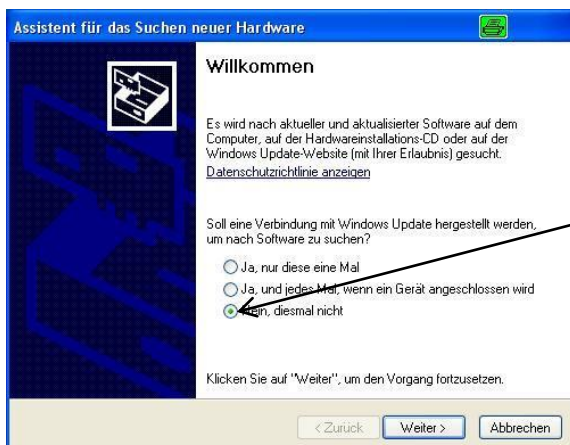 Assistent für das Suchen neuer Hardware
Willkommen
Es wird nach aktueller und aktualisierter Software auf dem
Computer, auf der Hardwareinstallations-CD oder auf der
Windows Update-Website (mit Ihrer Erlaubnis) gesucht.
Datenschutzrichtlinie anzeigen
Soll eine Verbindung mit Windows Update hergestellt werden,
um nach Software zu suchen?
Ja, nur diese eine Mal
Ja, und jedes Mal, wenn ein Gerät angeschlossen wird
Nein, diesmal nicht
Klicken Sie auf "Weiter", um den Vorgang fortzusetzen.
< Zurück Weiter > Abbrechen